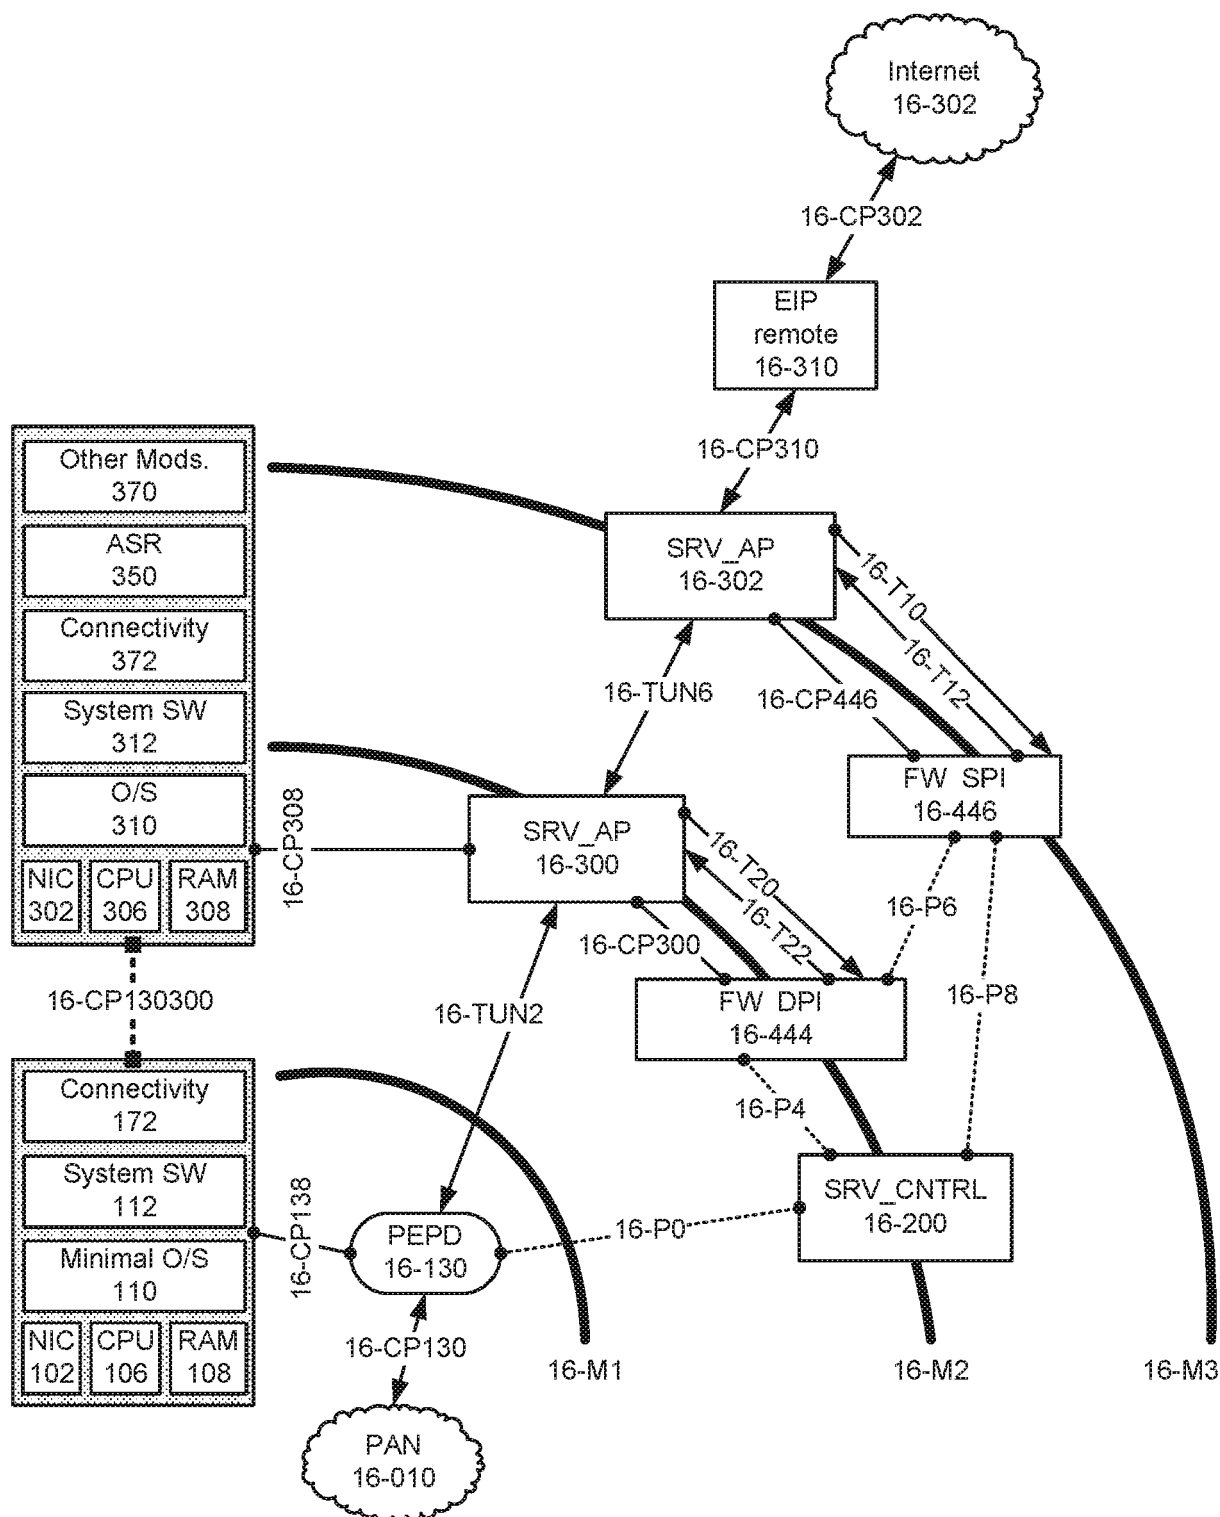 Internet
16-302
16-CP302
EIP
remote
16-310
16-CP310
Other Mods.
370
ASR
350
Connectivity
372
System SW
312
O/S
310
NIC
302
CPU
306
RAM
308
16-CP308
SRV_AP
16-302
16-T10
16-T12
16-TUN6
16-CP446
FW_SPI
16-446
SRV_AP
16-300
16-T20
16-T22
16-CP300
16-P6
16-P8
16-CP130300
16-TUN2
FW_DPI
16-444
16-P4
Connectivity
172
System SW
112
Minimal O/S
110
NIC
102
CPU
106
RAM
108
16-CP138
PEPD
16-130
16-P0
SRV_CNTRL
16-200
16-CP130
16-M1
16-M2
16-M3
PAN
16-010